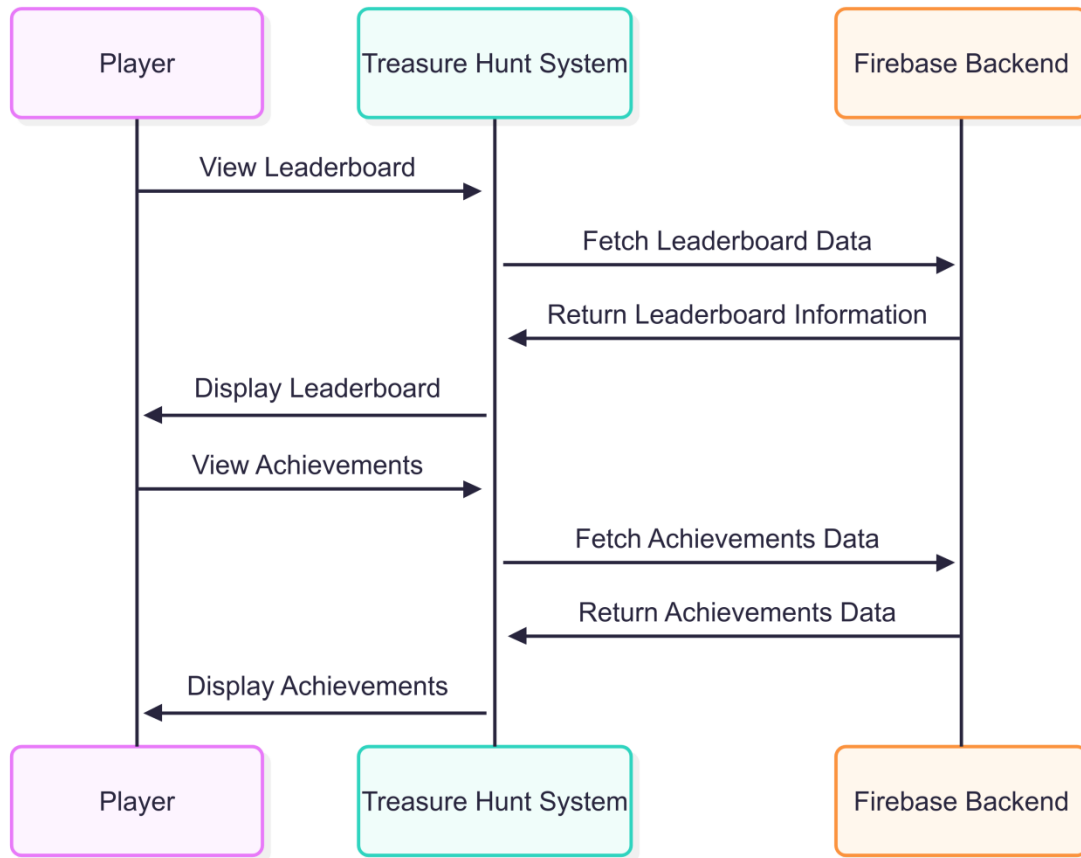 Player
Treasure Hunt System
Firebase Backend
View Leaderboard
Fetch Leaderboard Data
Return Leaderboard Information
Display Leaderboard
View Achievements
Fetch Achievements Data
Return Achievements Data
Display Achievements
Player
Treasure Hunt System
Firebase Backend